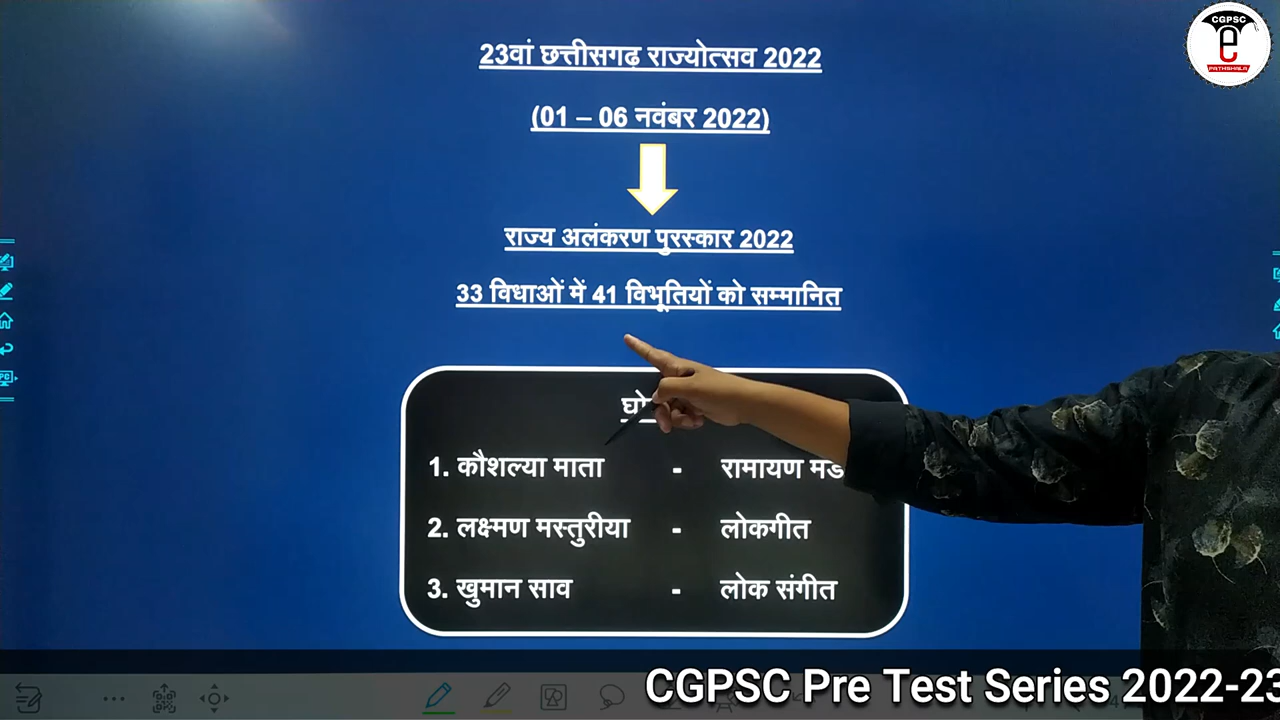 CGPSC
e
PATHSHALA
23वां छत्तीसगढ़ राज्योत्सव 2022
(01 – 06 नवंबर 2022)
राज्य अलंकरण पुरस्कार 2022
33 विधाओं में 41 विभूतियों को सम्मानित
1. कौशल्या माता - रामायण
2. लक्ष्मण मस्तुरीया - लोकगीत
3. खुमान साव - लोक संगीत
CGPSC Pre Test Series 2022-23